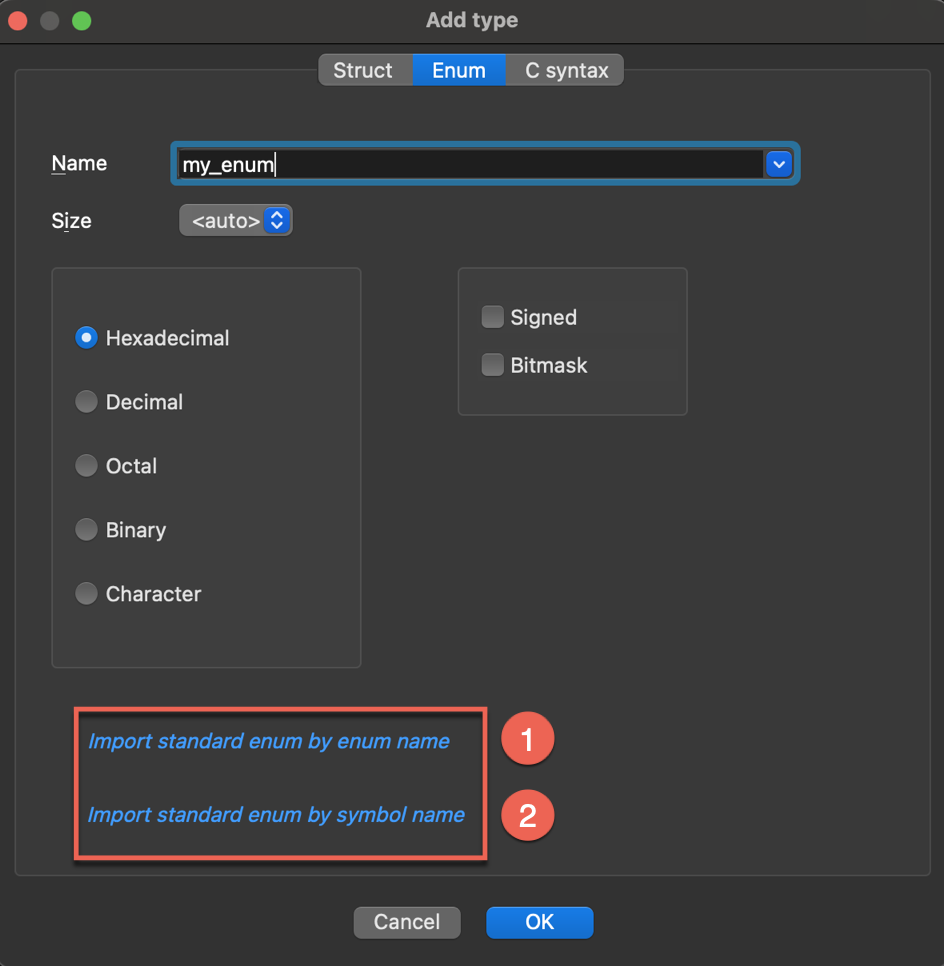 Add type
Struct Enum C syntax
Name my_enum
Size <auto>
Hexadecimal Signed
Decimal Bitmask
Octal
Binary
Character
Import standard enum by enum name 1
Import standard enum by symbol name 2
Cancel OK